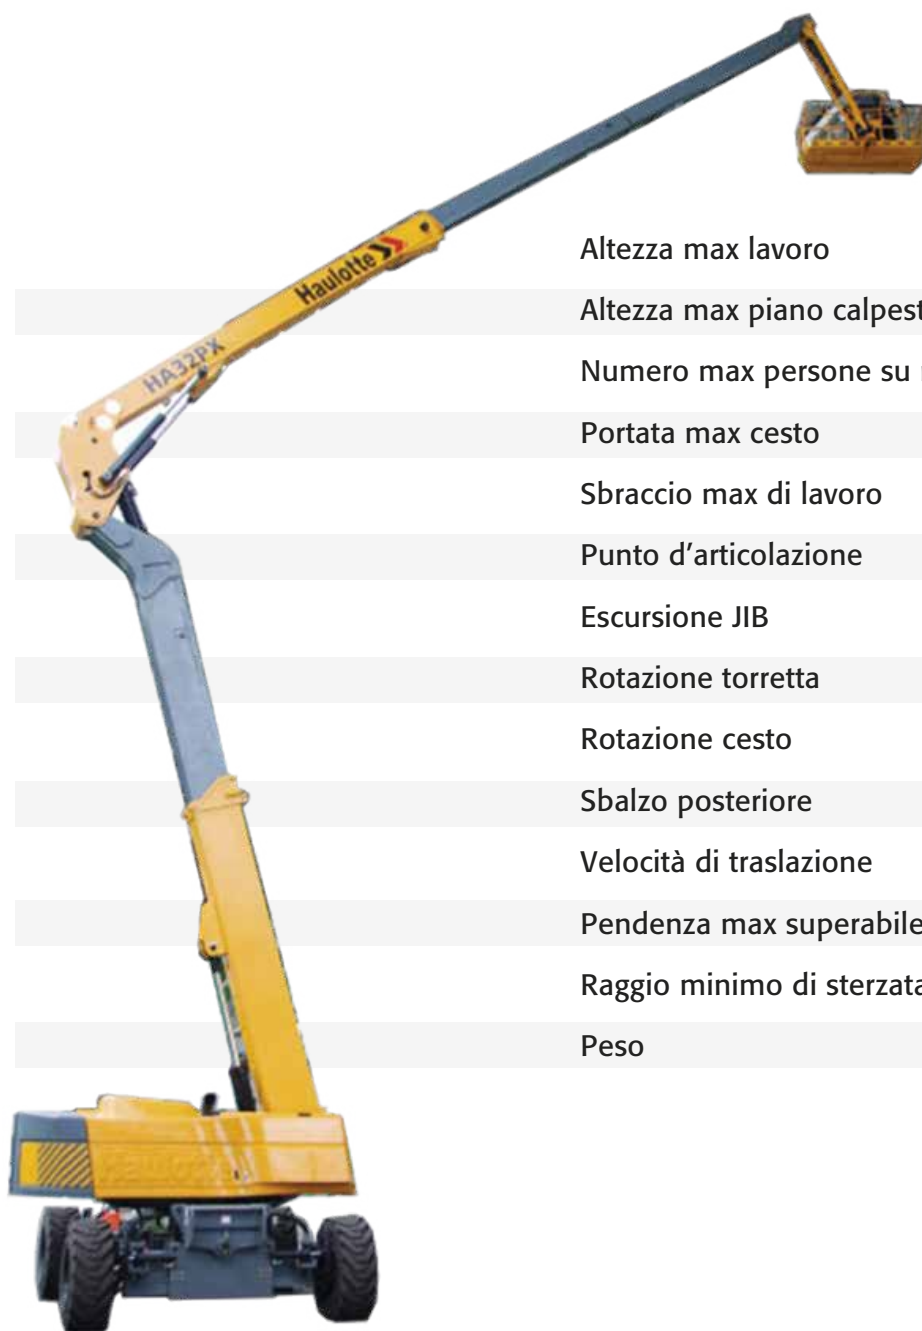 Haulotte
HA32PX
Altezza max lavoro
Altezza max piano calpest
Numero max persone su
Portata max cesto
Sbraccio max di lavoro
Punto d'articolazione
Escursione JIB
Rotazione torretta
Rotazione cesto
Sbalzo posteriore
Velocità di traslazione
Pendenza max superabile
Raggio minimo di sterzata
Peso
Haulotte